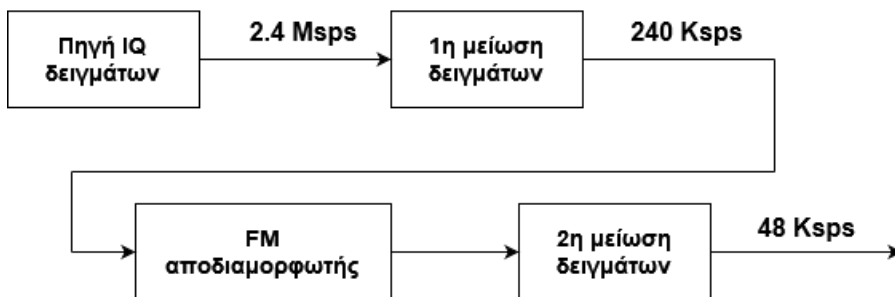 Πηγή IQ
δειγμάτων
2.4 Msps
1η μείωση
δειγμάτων
240 Ksps
FM
αποδιαμορφωτής
2η μείωση
δειγμάτων
48 Ksps